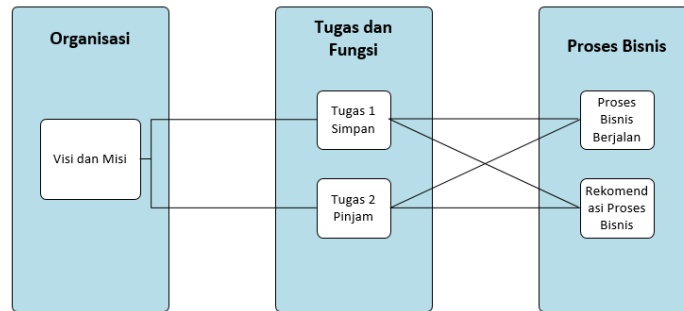 Organisasi
Visi dan Misi
Tugas dan
Fungsi
Tugas 1
Simpan
Tugas 2
Pinjam
Proses Bisnis
Proses
Bisnis
Berjalan
Rekomend
asi Proses
Bisnis